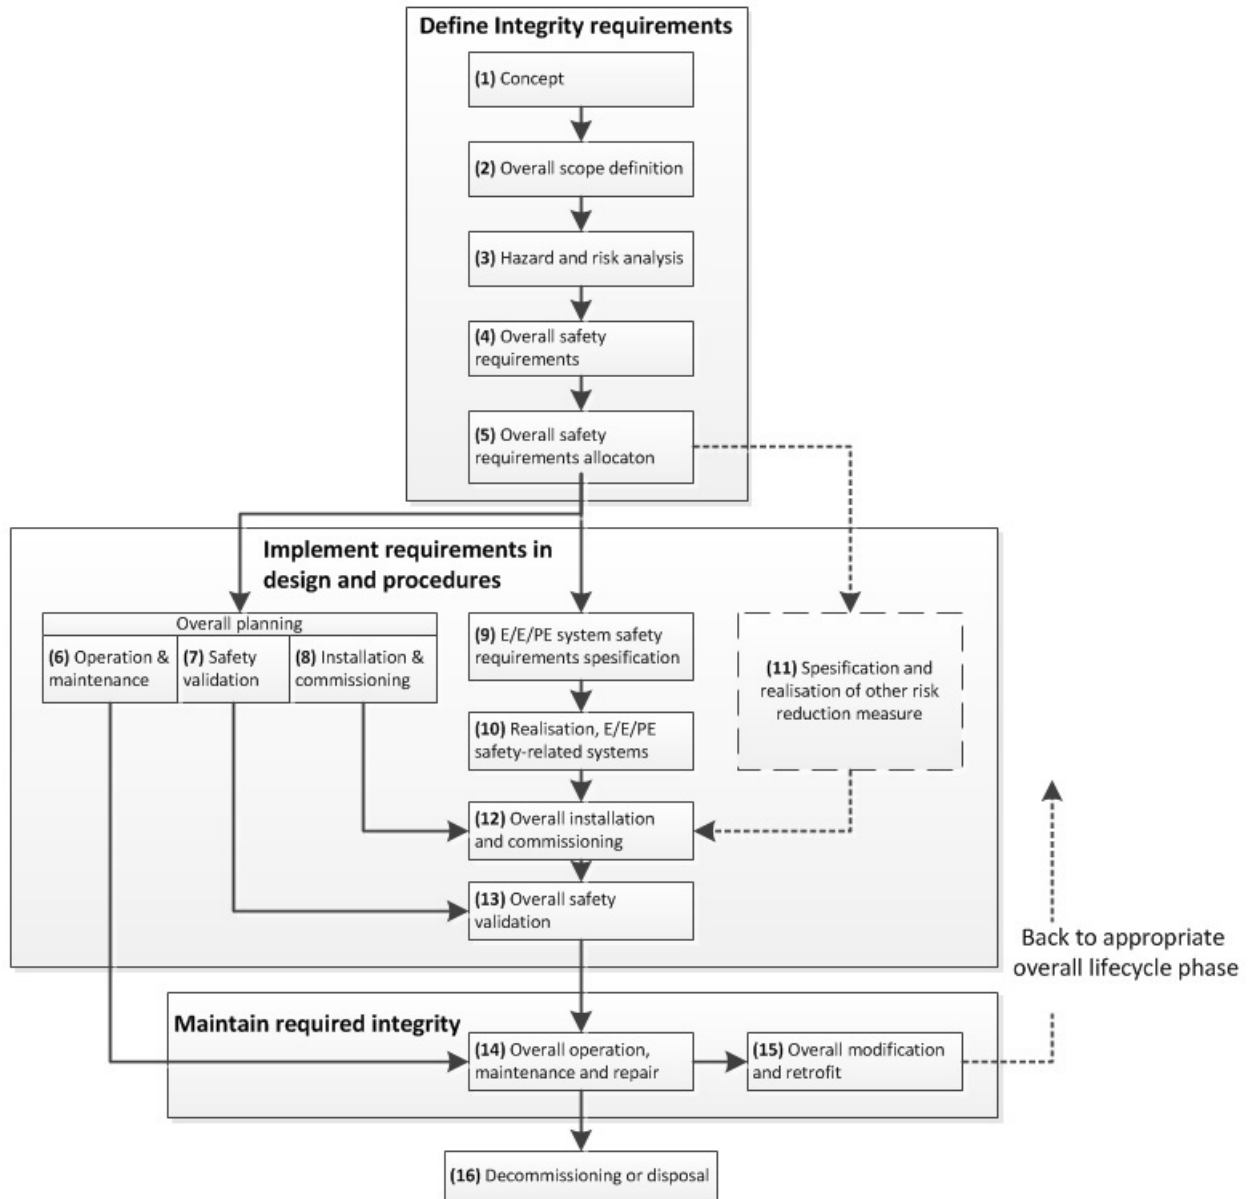 Define Integrity requirements
(1) Concept
(2) Overall scope definition
(3) Hazard and risk analysis
(4) Overall safety
requirements
(5) Overall safety
requirements allocaton
Implement requirements in
design and procedures
Overall planning
(6) Operation &
maintenance
(7) Safety
validation
(8) Installation &
commissioning
(9) E/E/PE system safety
requirements spesification
(10) Realisation, E/E/PE
safety-related systems
(11) Spesification and
realisation of other risk
reduction measure
(12) Overall installation
and commissioning
(13) Overall safety
validation
Back to appropriate
overall lifecycle phase
Maintain required integrity
(14) Overall operation,
maintenance and repair
(15) Overall modification
and retrofit
(16) Decommissioning or disposal